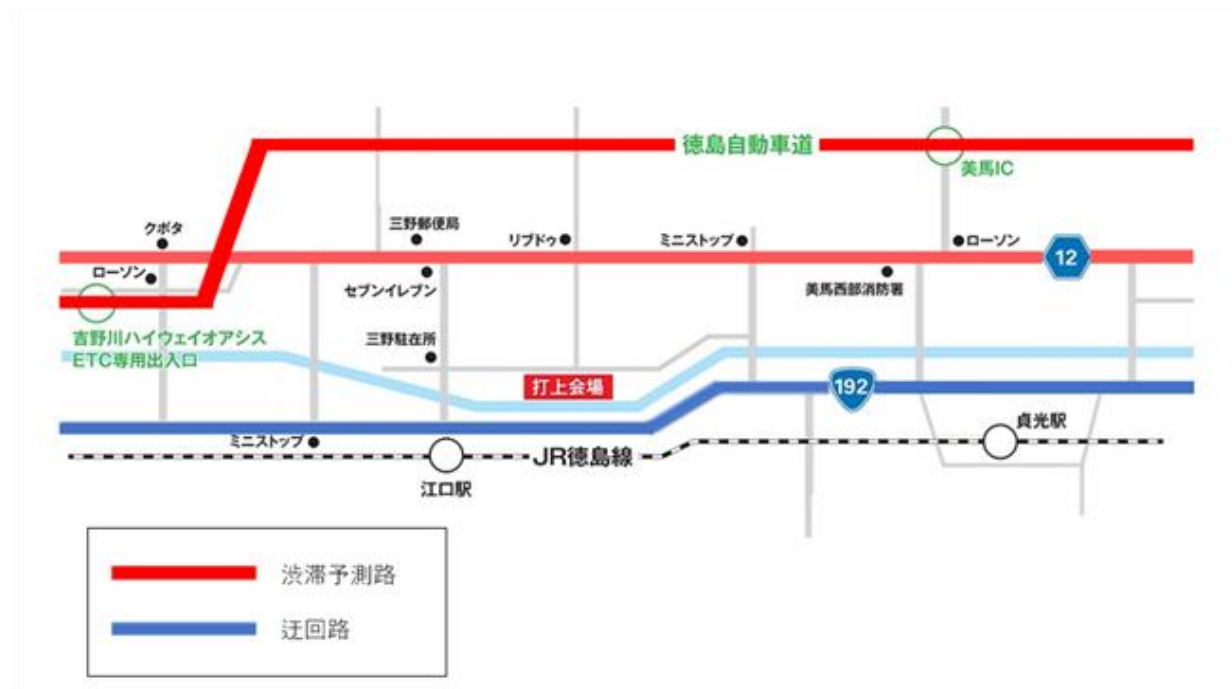 徳島自動車道
美馬IC
クボタ
三野郵便局
リブドゥ
ミニストップ
ローソン
12
ローソン
セブンイレブン
美馬西部消防署
吉野川ハイウェイオアシス
ETC専用出入口
三野駐在所
打上会場
192
貞光駅
ミニストップ
JR徳島線
江口駅
渋滞予測路
迂回路